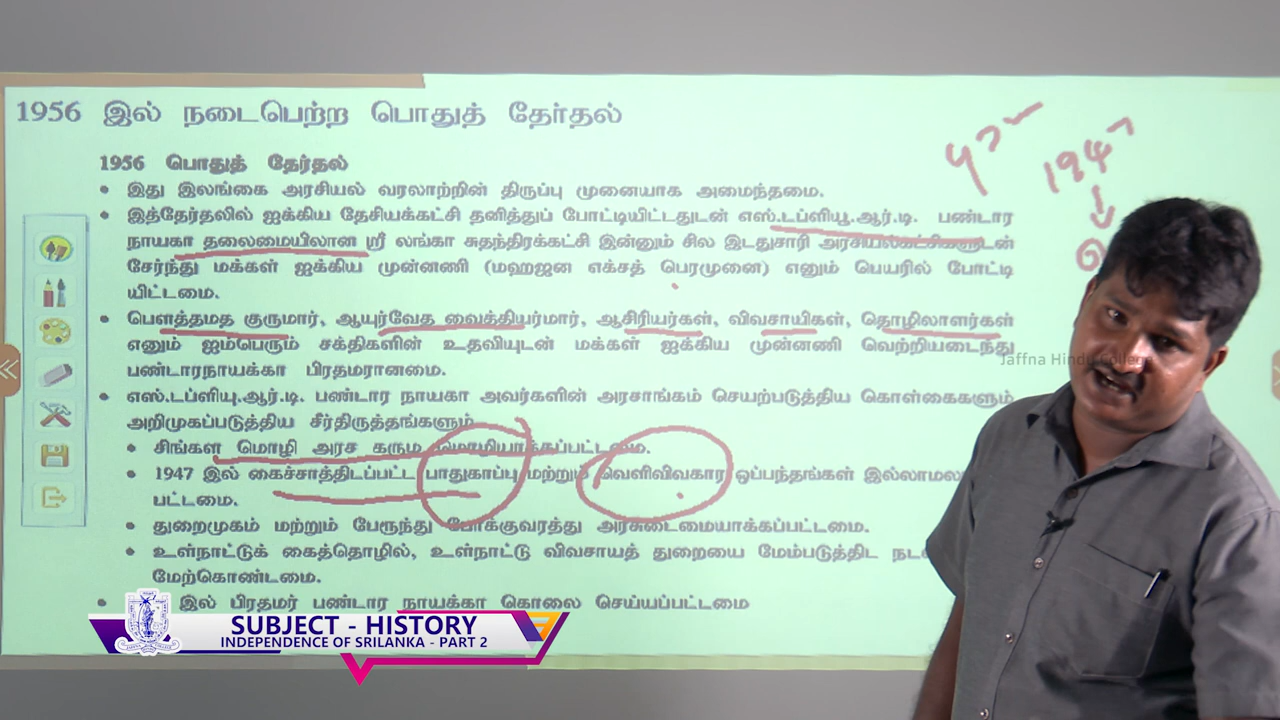 1956 இல் நடைபெற்ற பொதுத் தேர்தல்
1956 பொதுத் தேர்தல்
• இது இலங்கை அரசியல் வரலாற்றின் திருப்பு முனையாக அமைந்தமை.
• இத்தேர்தலில் ஐக்கிய தேசியக்கட்சி தனித்துப் போட்டியிட்டதுடன் எஸ்.டப்ளியூ.ஆர்.டி. பண்டார
நாயகா தலைமையிலான ஸ்ரீ லங்கா சுதந்திரக்கட்சி இன்னும் சில இடதுசாரி அரசியல்கட்சிகளுடன்
சேர்ந்து மக்கள் ஐக்கிய முன்னணி (மஹஜன எக்சத் பெரமுனை) எனும் பெயரில் போட்டி
யிட்டமை.
• பௌத்தமத குருமார், ஆயுர்வேத வைத்தியர்மார், ஆசிரியர்கள், விவசாயிகள், தொழிலாளர்கள்
எனும் ஐம்பெரும் சக்திகளின் உதவியுடன் மக்கள் ஐக்கிய முன்னணி வெற்றியடைந்து
பண்டாரநாயக்கா பிரதமரானமை.
• எஸ்.டப்ளியு.ஆர்.டி. பண்டார நாயகா அவர்களின் அரசாங்கம் செயற்படுத்திய கொள்கைகளும்
அறிமுகப்படுத்திய சீர்திருத்தங்களும்
• சிங்கள மொழி அரச கரும மொழியாக்கப்பட்டமை.
• 1947 இல் கைச்சாத்திடப்பட்ட பாதுகாப்பு மற்றும் வெளிவிவகார ஒப்பந்தங்கள்
பட்டமை.
• துறைமுகம் மற்றும் பேரூந்து போக்குவரத்து அரசுடைமையாக்கப்பட்டமை.
• உள்நாட்டுக் கைத்தொழில், உள்நாட்டு விவசாயத் துறையை மேம்படுத்திட
மேற்கொண்டமை.
• இல் பிரதமர் பண்டார நாயக்கா கொலை செய்யப்பட்டமை
1947
Jaffna Hindu College
SUBJECT - HISTORY
INDEPENDENCE OF SRILANKA - PART 2